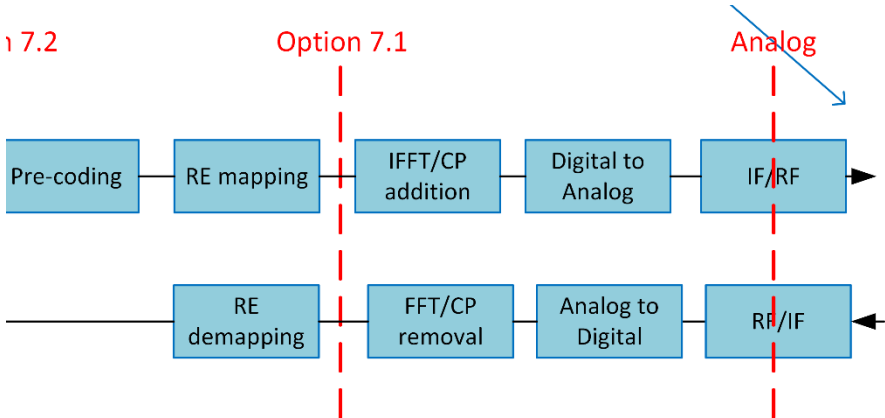 7.2
Option 7.1
Analog
Pre-coding
RE mapping
IFFT/CP
addition
Digital to
Analog
IF/RF
RE
demapping
FFT/CP
removal
Analog to
Digital
RF/IF